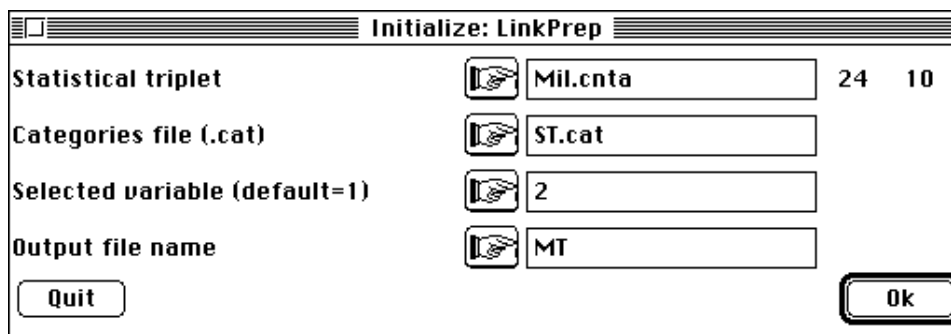 Initialize: LinkPrep
Statistical triplet Mil.cnta 24 10
Categories file (.cat) ST.cat
Selected variable (default=1) 2
Output file name MT
Quit Ok